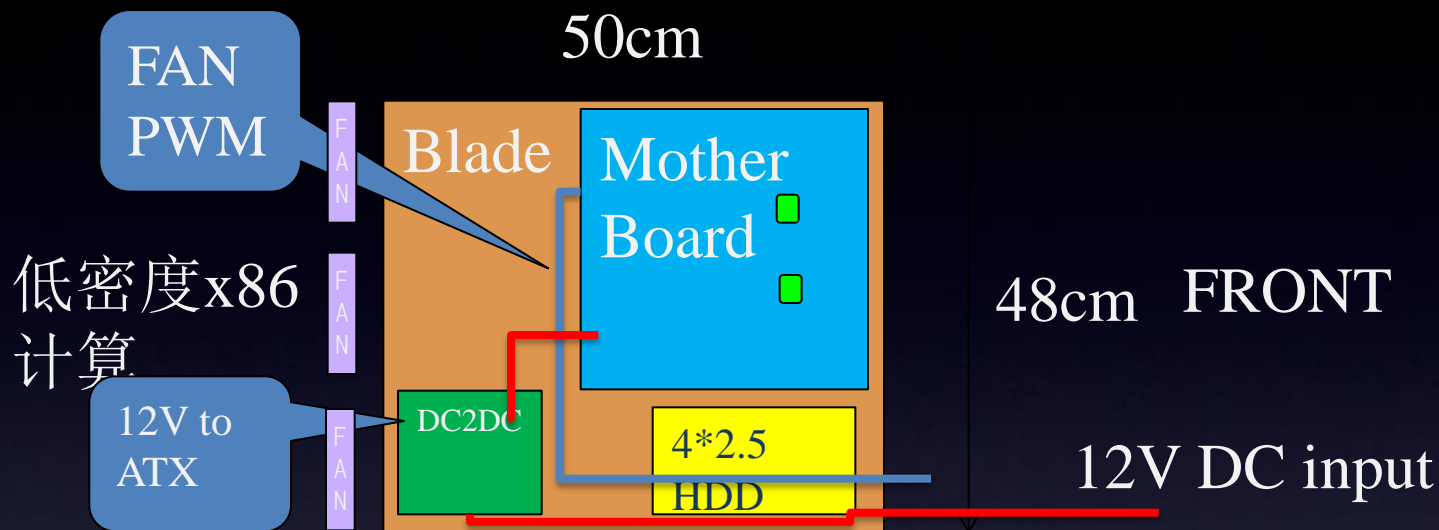 50cm
FAN
PWM
F
A
N
Blade
Mother
Board
低密度x86
计算
F
A
N
48cm
FRONT
12V to
ATX
F
A
N
DC2DC
4*2.5
HDD
12V DC input